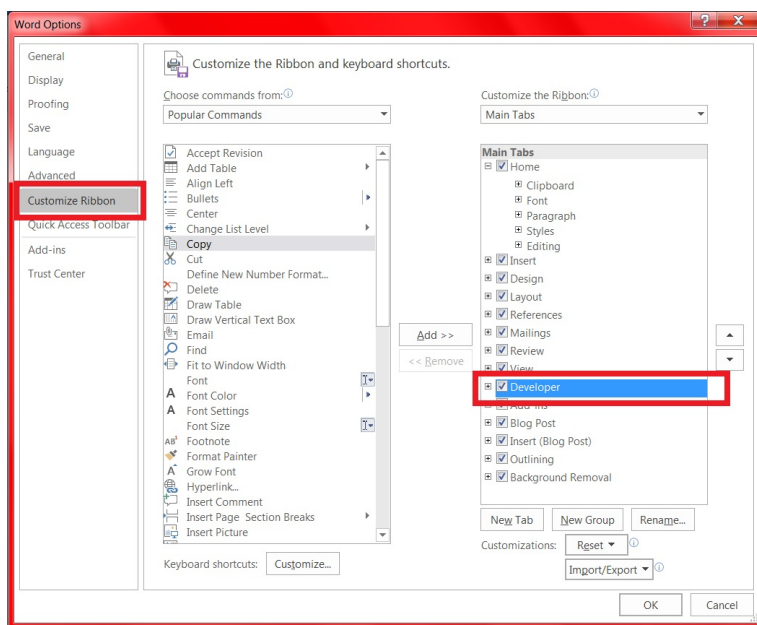 Word Options
General
Display
Proofing
Save
Language
Advanced
Customize Ribbon
Quick Access Toolbar
Add-ins
Trust Center
Customize the Ribbon and keyboard shortcuts.
Choose commands from:
Popular Commands
Accept Revision
Add Table
Align Left
Bullets
Center
Change List Level
Copy
Cut
Define New Number Format...
Delete
Draw Table
Draw Vertical Text Box
Email
Find
Fit to Window Width
Font
Font Color
Font Settings
Font Size
Footnote
Format Painter
Grow Font
Hyperlink...
Insert Comment
Insert Page Section Breaks
Insert Picture
Keyboard shortcuts: Customize...
Add >>
<< Remove
Customize the Ribbon:
Main Tabs
Main Tabs
Home
Clipboard
Font
Paragraph
Styles
Editing
Insert
Design
Layout
References
Mailings
Review
View
Developer
Add-Ins
Blog Post
Insert (Blog Post)
Outlining
Background Removal
New Tab New Group Rename...
Customizations: Reset
Import/Export
OK Cancel